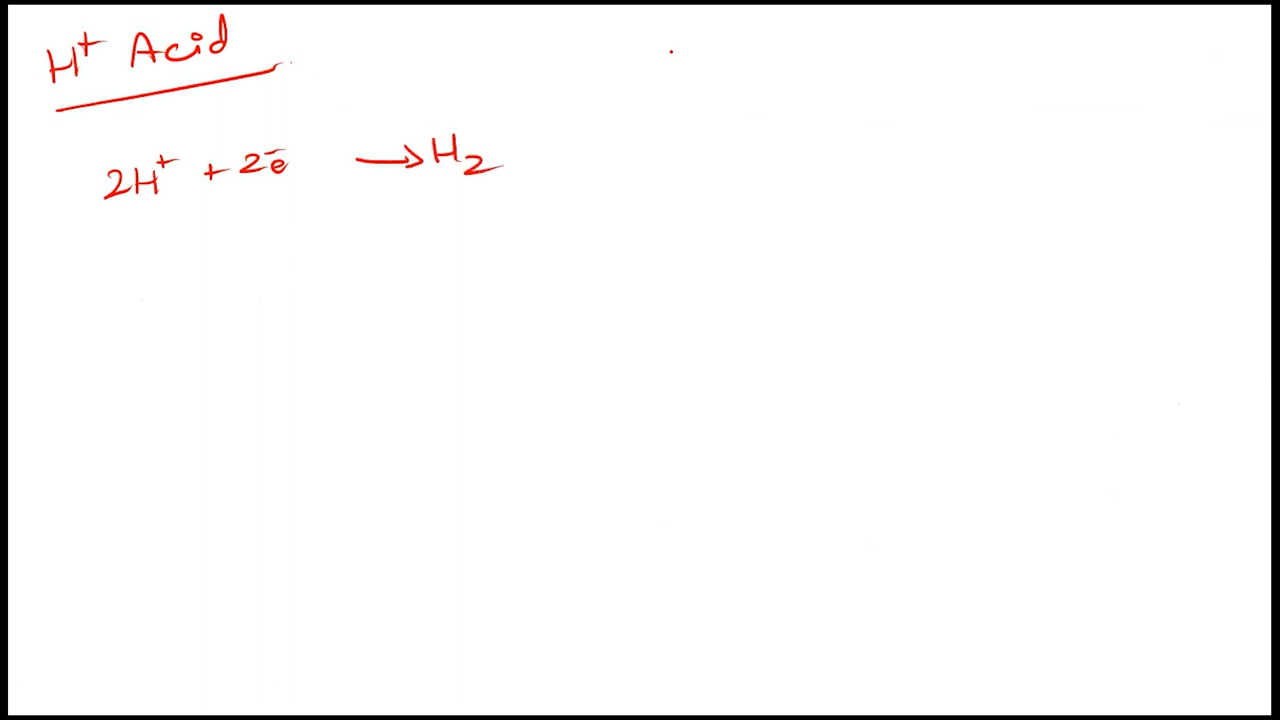 H⁺ Acid
2H⁺ + 2e⁻ → H₂